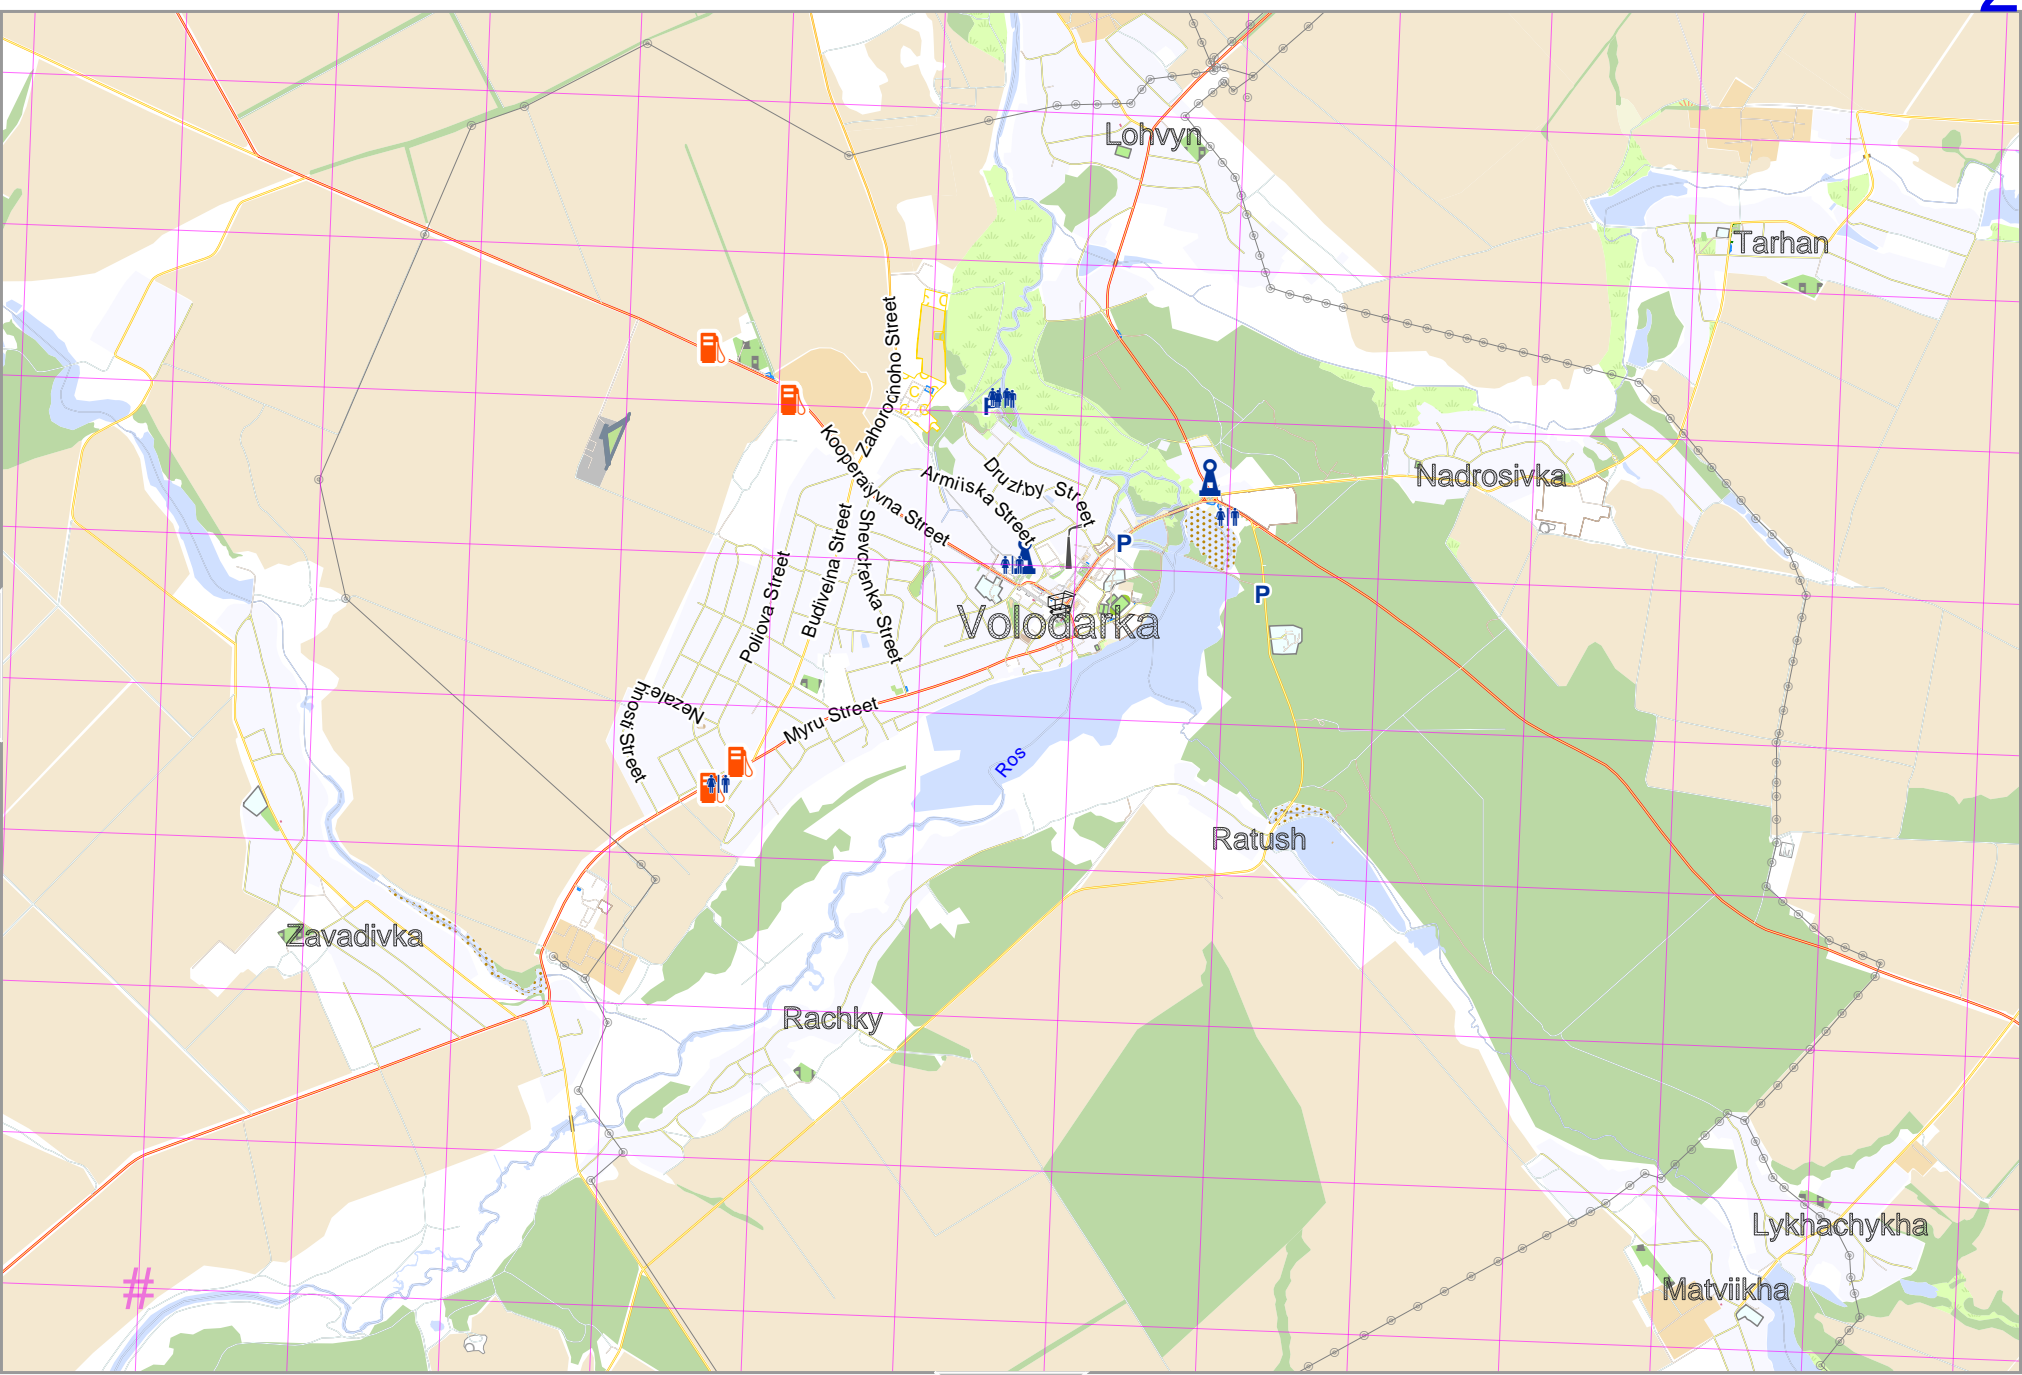 Lohvyn
Tarhan
Zahorodnoho Street
P
Kooperatyvna Street
Druzhby Street
Armiiska Street
Nadrosivka
P
P
Shevchenka Street
Budivelna Street
Poliova Street
Volodarka
Nezalezhnosti Street
Myru Street
Ros
Ratush
Zavadivka
Rachky
Lykhachykha
Matviikha
#